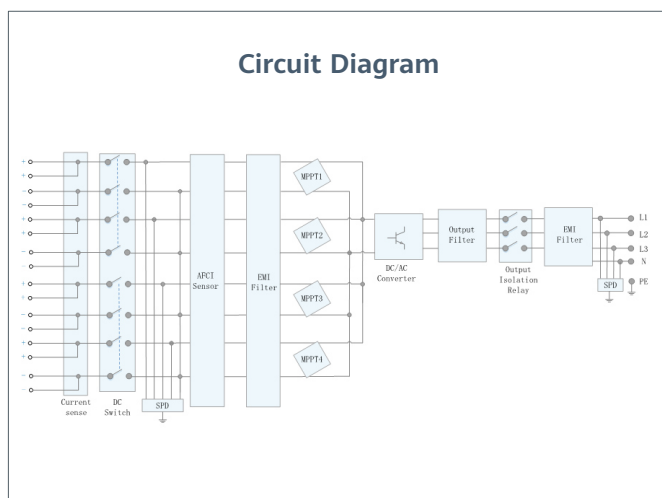 Circuit Diagram
+
+
-
-
+
+
-
-
+
+
-
-
+
+
-
-
Current
sense
DC
Switch
SPD
AFCI
Sensor
EMI
Filter
MPPT1
MPPT2
MPPT3
MPPT4
DC/AC
Converter
Output
Filter
Output
Isolation
Relay
EMI
Filter
L1
L2
L3
N
SPD
PE